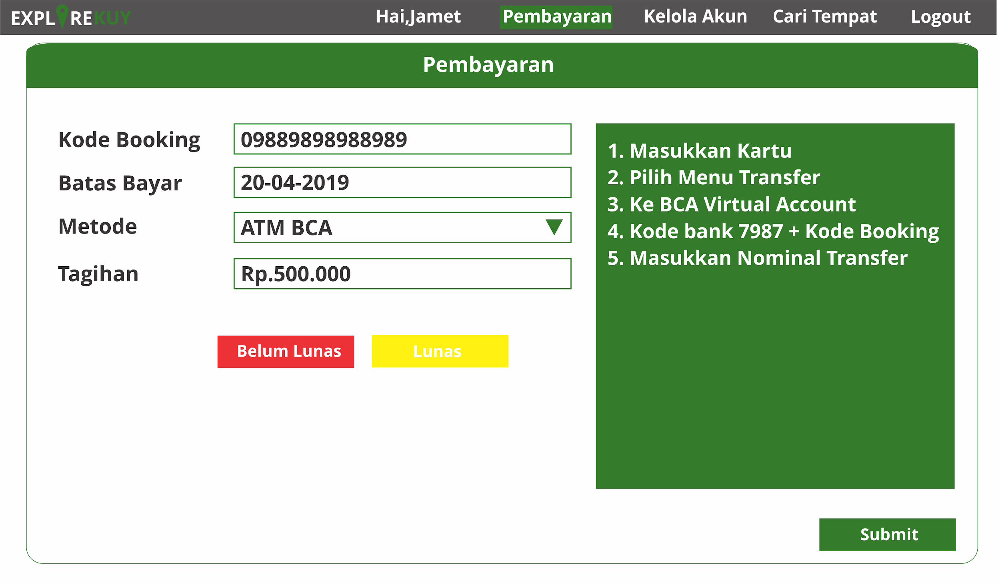 EXPLOREKUY
Hai,Jamet
Pembayaran
Kelola Akun
Cari Tempat
Logout
Pembayaran
Kode Booking
09889898988989
Batas Bayar
20-04-2019
Metode
ATM BCA
Tagihan
Rp.500.000
Belum Lunas
Lunas
1. Masukkan Kartu
2. Pilih Menu Transfer
3. Ke BCA Virtual Account
4. Kode bank 7987 + Kode Booking
5. Masukkan Nominal Transfer
Submit